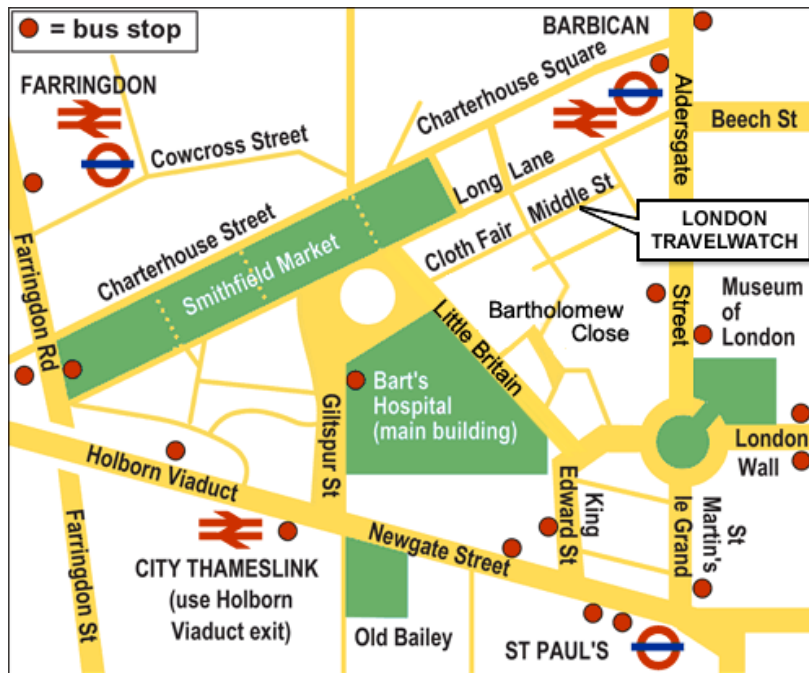 = bus stop
BARBICAN
FARRINGDON
Charterhouse Square
Aldersgate
Beech St
Cowcross Street
Long Lane
Middle St
LONDON
TRAVELWATCH
Charterhouse Street
Smithfield Market
Cloth Fair
Farringdon Rd
Bartholomew
Close
Street
Museum
of
London
Little Britain
Bart's
Hospital
(main building)
Giltspur St
London
Wall
Holborn Viaduct
King
Edward St
St
Martin's
le Grand
Newgate Street
Farringdon St
CITY THAMESLINK
(use Holborn
Viaduct exit)
Old Bailey
ST PAUL'S